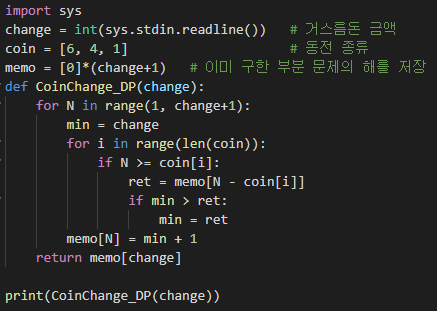 import sys
change = int(sys.stdin.readline())   # 거스름돈 금액
coin = [6, 4, 1]                     # 동전 종류
memo = [0]*(change+1)   # 이미 구한 부분 문제의 해를 저장
def CoinChange_DP(change):
    for N in range(1, change+1):
        min = change
        for i in range(len(coin)):
            if N >= coin[i]:
                ret = memo[N - coin[i]]
                if min > ret:
                    min = ret
        memo[N] = min + 1
    return memo[change]

print(CoinChange_DP(change))